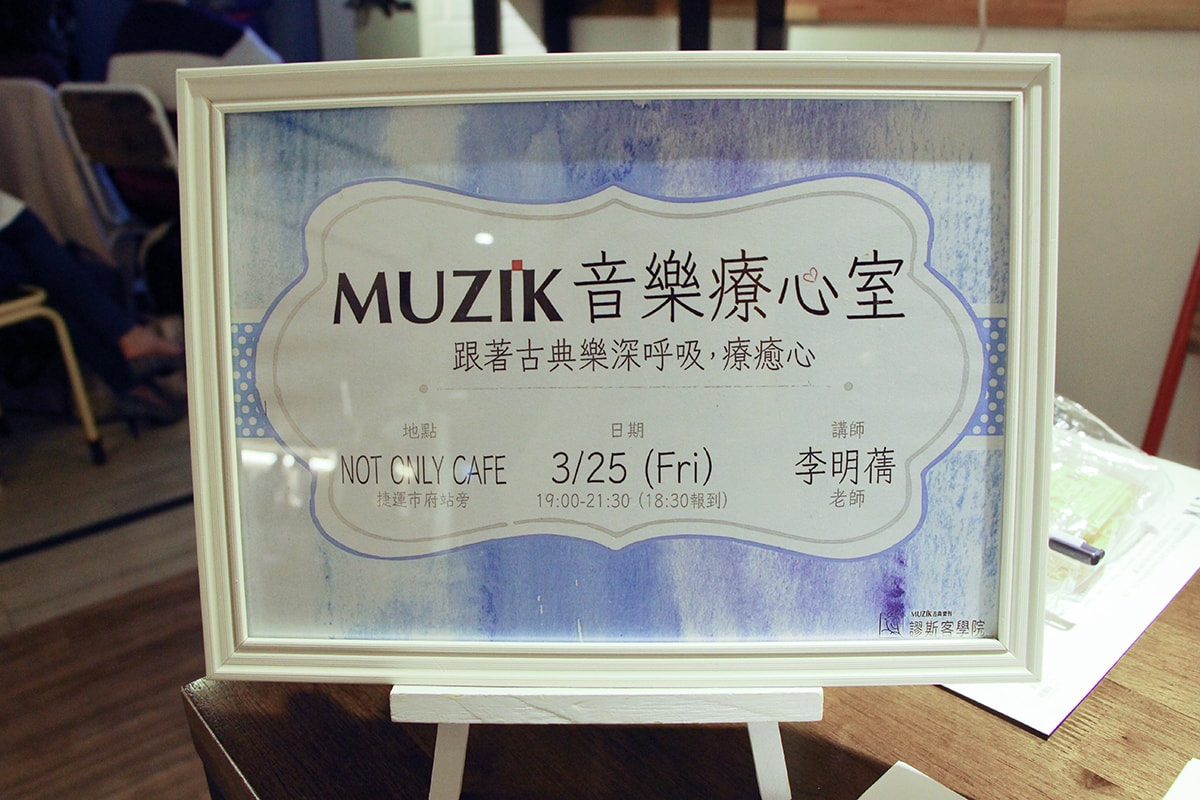 MUZIK 音樂療心室
跟著古典樂深呼吸，療癒心
地點
NOT ONLY CAFE
捷運市府站旁
日期
3/25 (Fri)
19:00-21:30 (18:30報到)
講師
李明蒨
老師
MUZIK古典樂刊
謬斯客學院